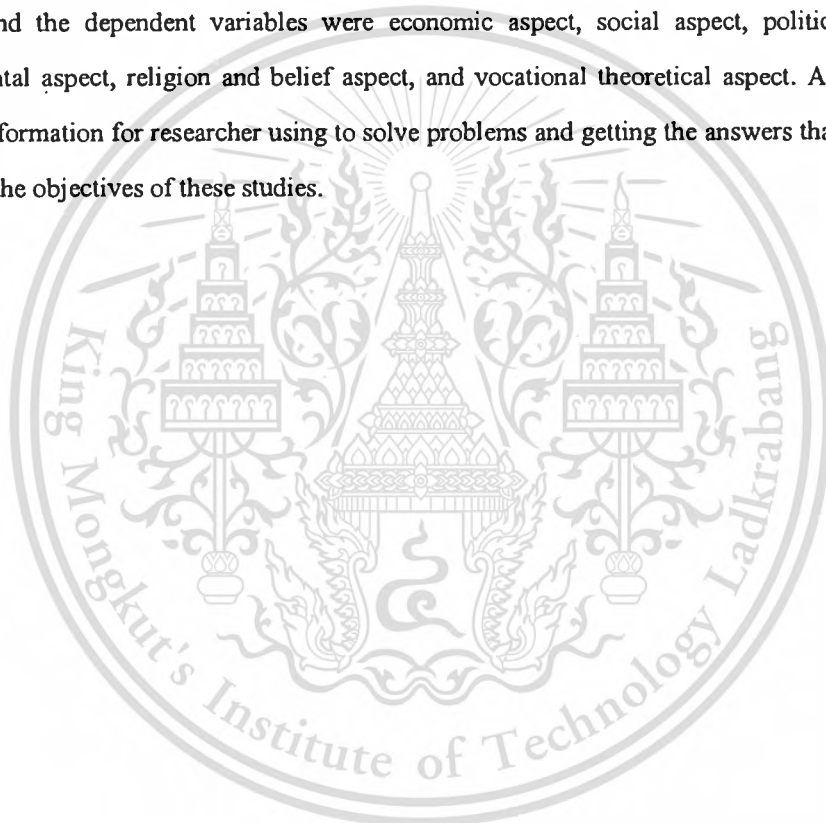 nd the dependent variables were economic aspect, social aspect, politic
ntal aspect, religion and belief aspect, and vocational theoretical aspect. A
formation for researcher using to solve problems and getting the answers tha
he objectives of these studies.
King Mongkut's Institute of Technology Ladkrabang